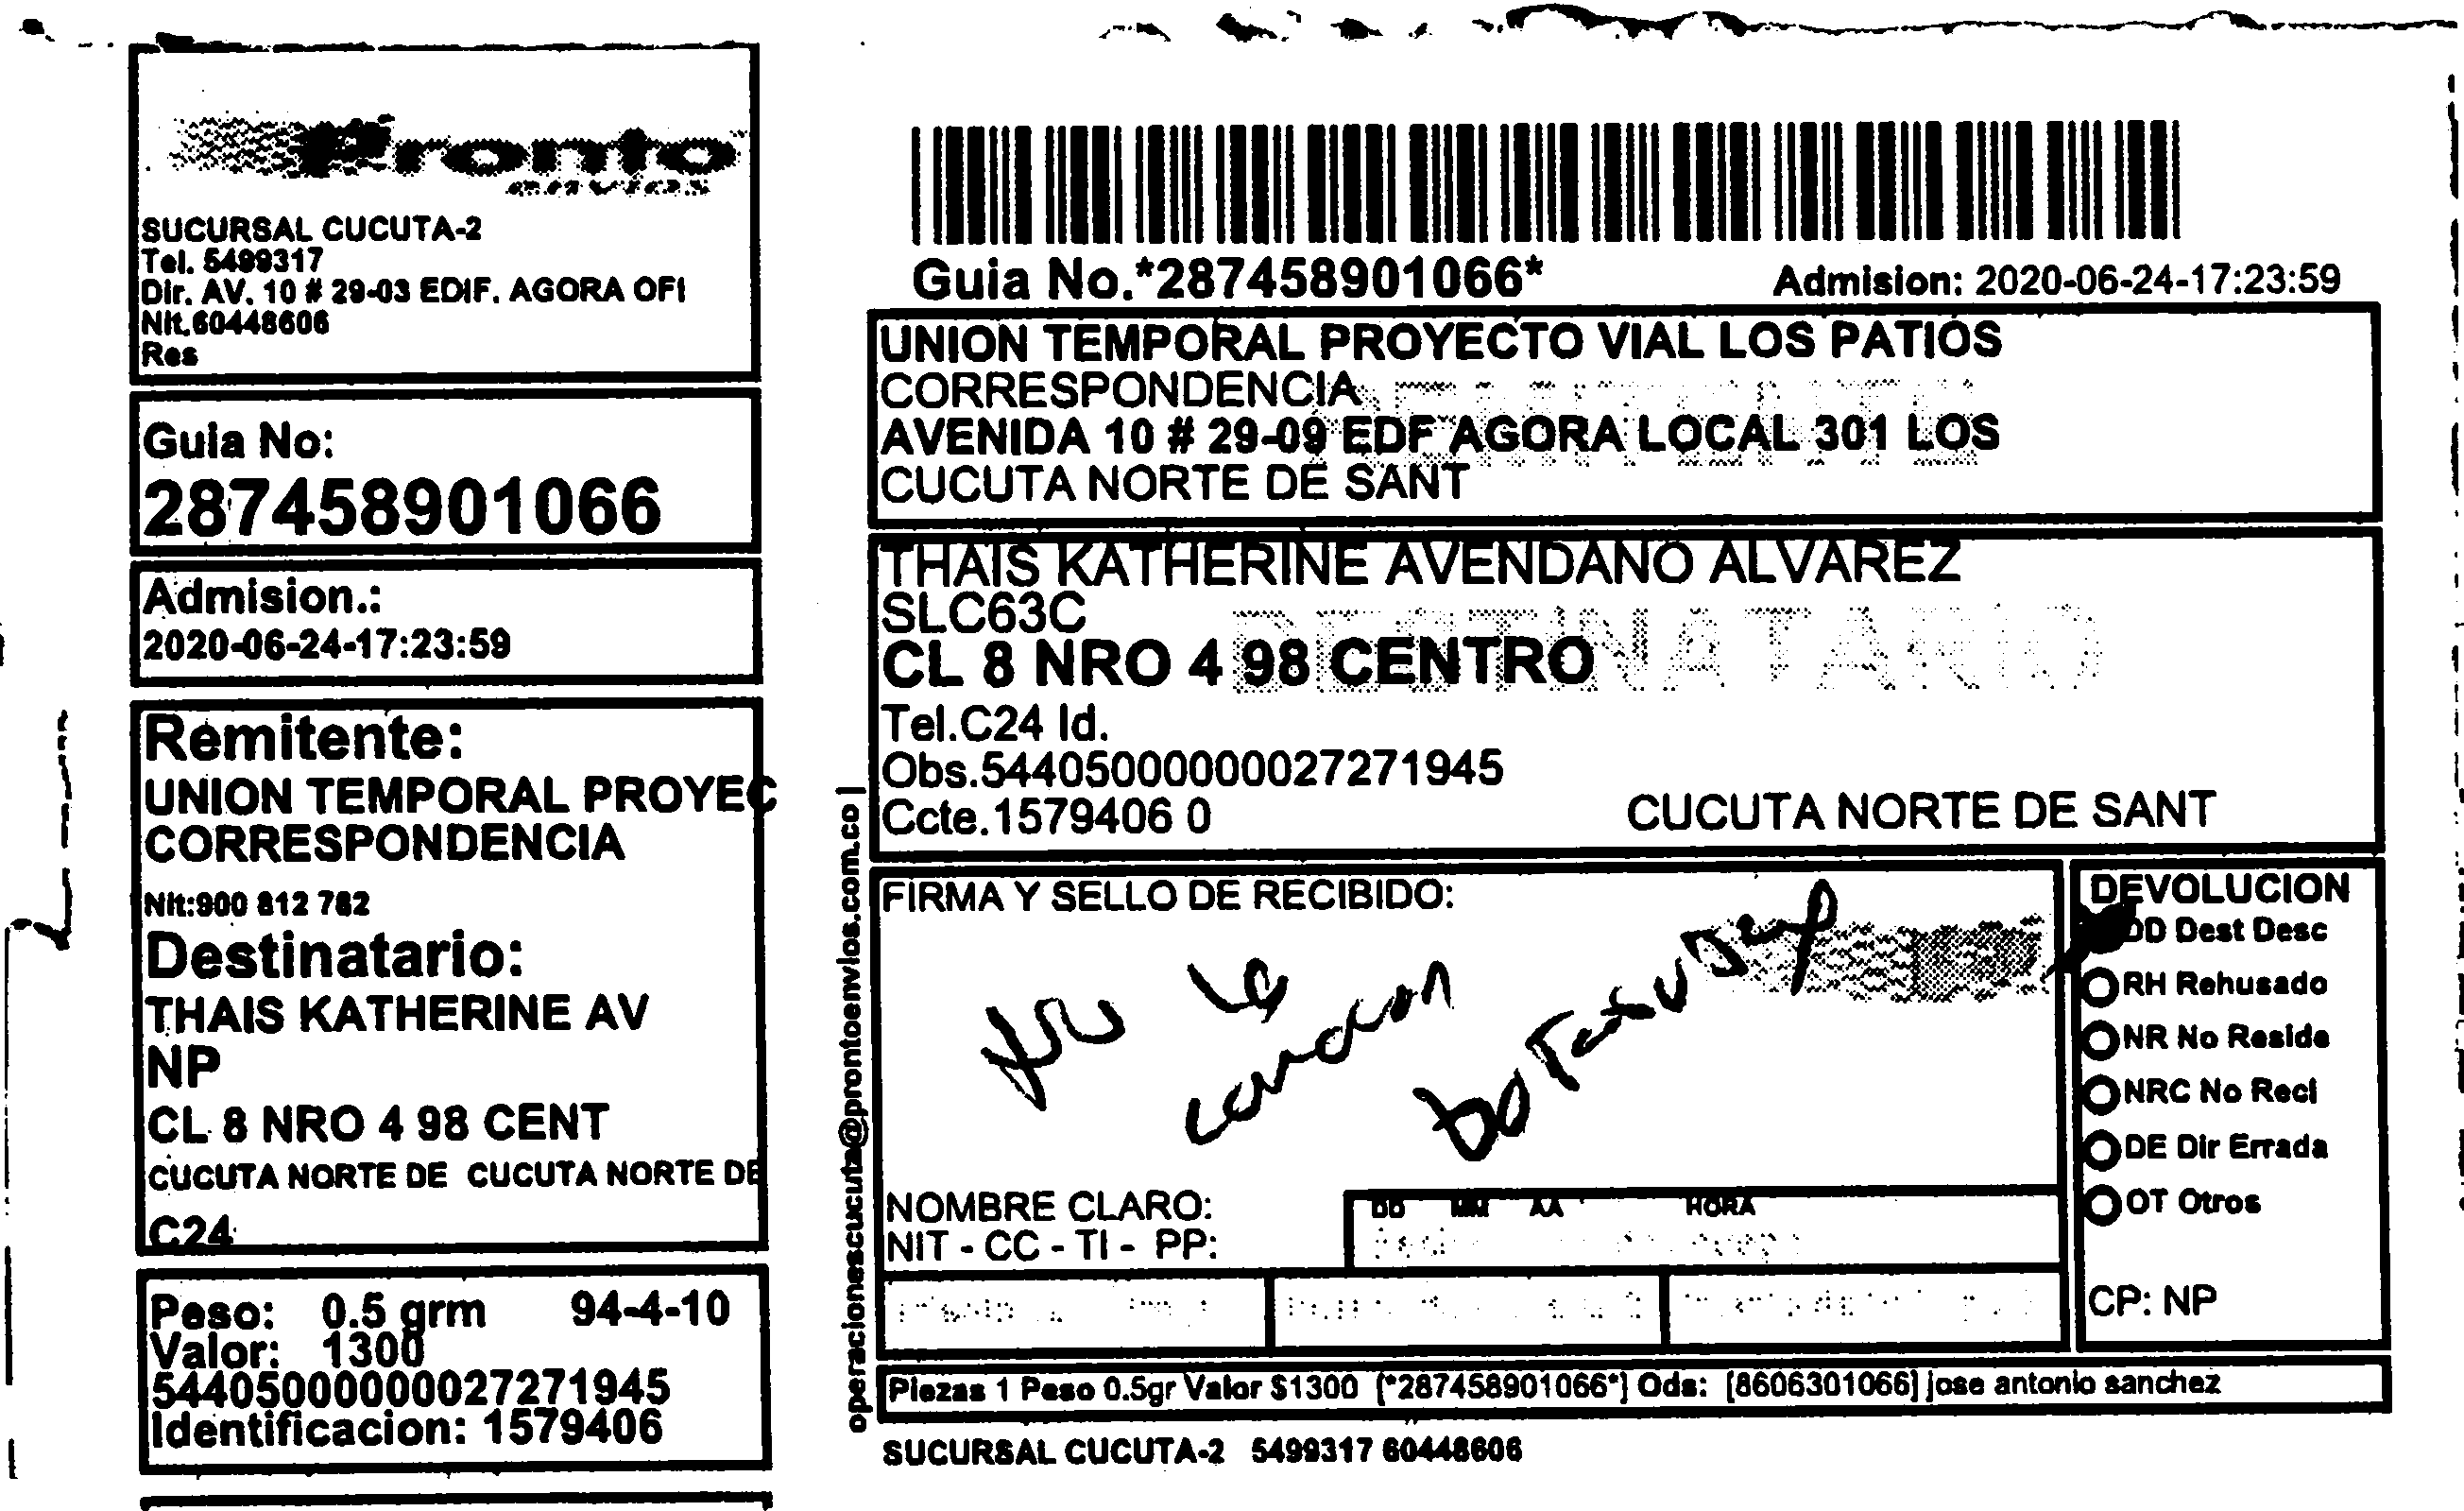 Pronto
envios
SUCURSAL CUCUTA-2
Tel. 5499317
Dir. AV. 10 # 29-03 EDIF. AGORA OFI
Nit.60448606
Res
Guia No:
287458901066
Admision.:
2020-06-24-17:23:59
Remitente:
UNION TEMPORAL PROYEC
CORRESPONDENCIA
Nit:900 812 782
Destinatario:
THAIS KATHERINE AV
NP
CL 8 NRO 4 98 CENT
CUCUTA NORTE DE CUCUTA NORTE DE
C24
Peso: 0.5 grm 94-4-10
Valor: 1300
544050000000027271945
Identificacion: 1579406
operacionescucuta@prontoenvios.com.co |
Guia No.*287458901066*
Admision: 2020-06-24-17:23:59
UNION TEMPORAL PROYECTO VIAL LOS PATIOS
CORRESPONDENCIA
AVENIDA 10 # 29-09 EDF AGORA LOCAL 301 LOS
CUCUTA NORTE DE SANT
THAIS KATHERINE AVENDANO ALVAREZ
SLC63C
DESTINATARIO
CL 8 NRO 4 98 CENTRO
Tel.C24 Id.
Obs.544050000000027271945
Ccte.1579406 0
CUCUTA NORTE DE SANT
FIRMA Y SELLO DE RECIBIDO:
NOMBRE CLARO:
NIT - CC - TI - PP:
DD MM AA HORA
DEVOLUCION
DD Dest Desc
RH Rehusado
NR No Reside
NRC No Reci
DE Dir Errada
OT Otros
CP: NP
Piezas 1 Peso 0.5gr Valor $1300 (*287458901066*] Ods: [8606301066] jose antonio sanchez
SUCURSAL CUCUTA-2 5499317 60448606